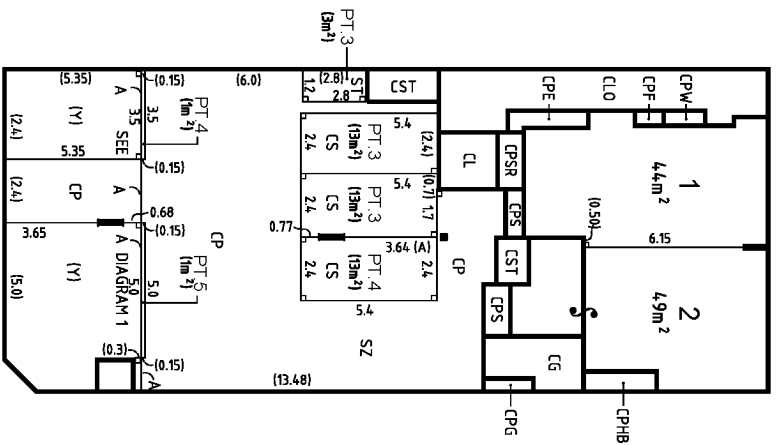 PT.3
(3m²)
(5.35)
A
(0.15)
(6.0)
(2.8)
ST
1.2
2.8
CST
CPE
CLO
CPF
CPW
(Y)
3.5
3.5
PT.4
(1m²)
SEE
(2.4)
5.35
(0.15)
5.4
PT.3
(13m²)
CS
2.4
(2.4)
CL
CPSR
1
44m²
(2.4)
CP
A
0.68
3.65
(0.15)
A
CP
5.4
PT.3
(13m²)
CS
2.4
(0.7)
1.7
0.77
CPS
(0.50)
6.15
3.64 (A)
CP
(Y)
(5.0)
DIAGRAM 1
5.0
5.0
PT.5
(1m²)
PT.4
(13m²)
CS
2.4
2.4
5.4
CST
CPS
2
49m²
S
SZ
(0.3)
(0.15)
A
(13.48)
CG
CPG
CPHB